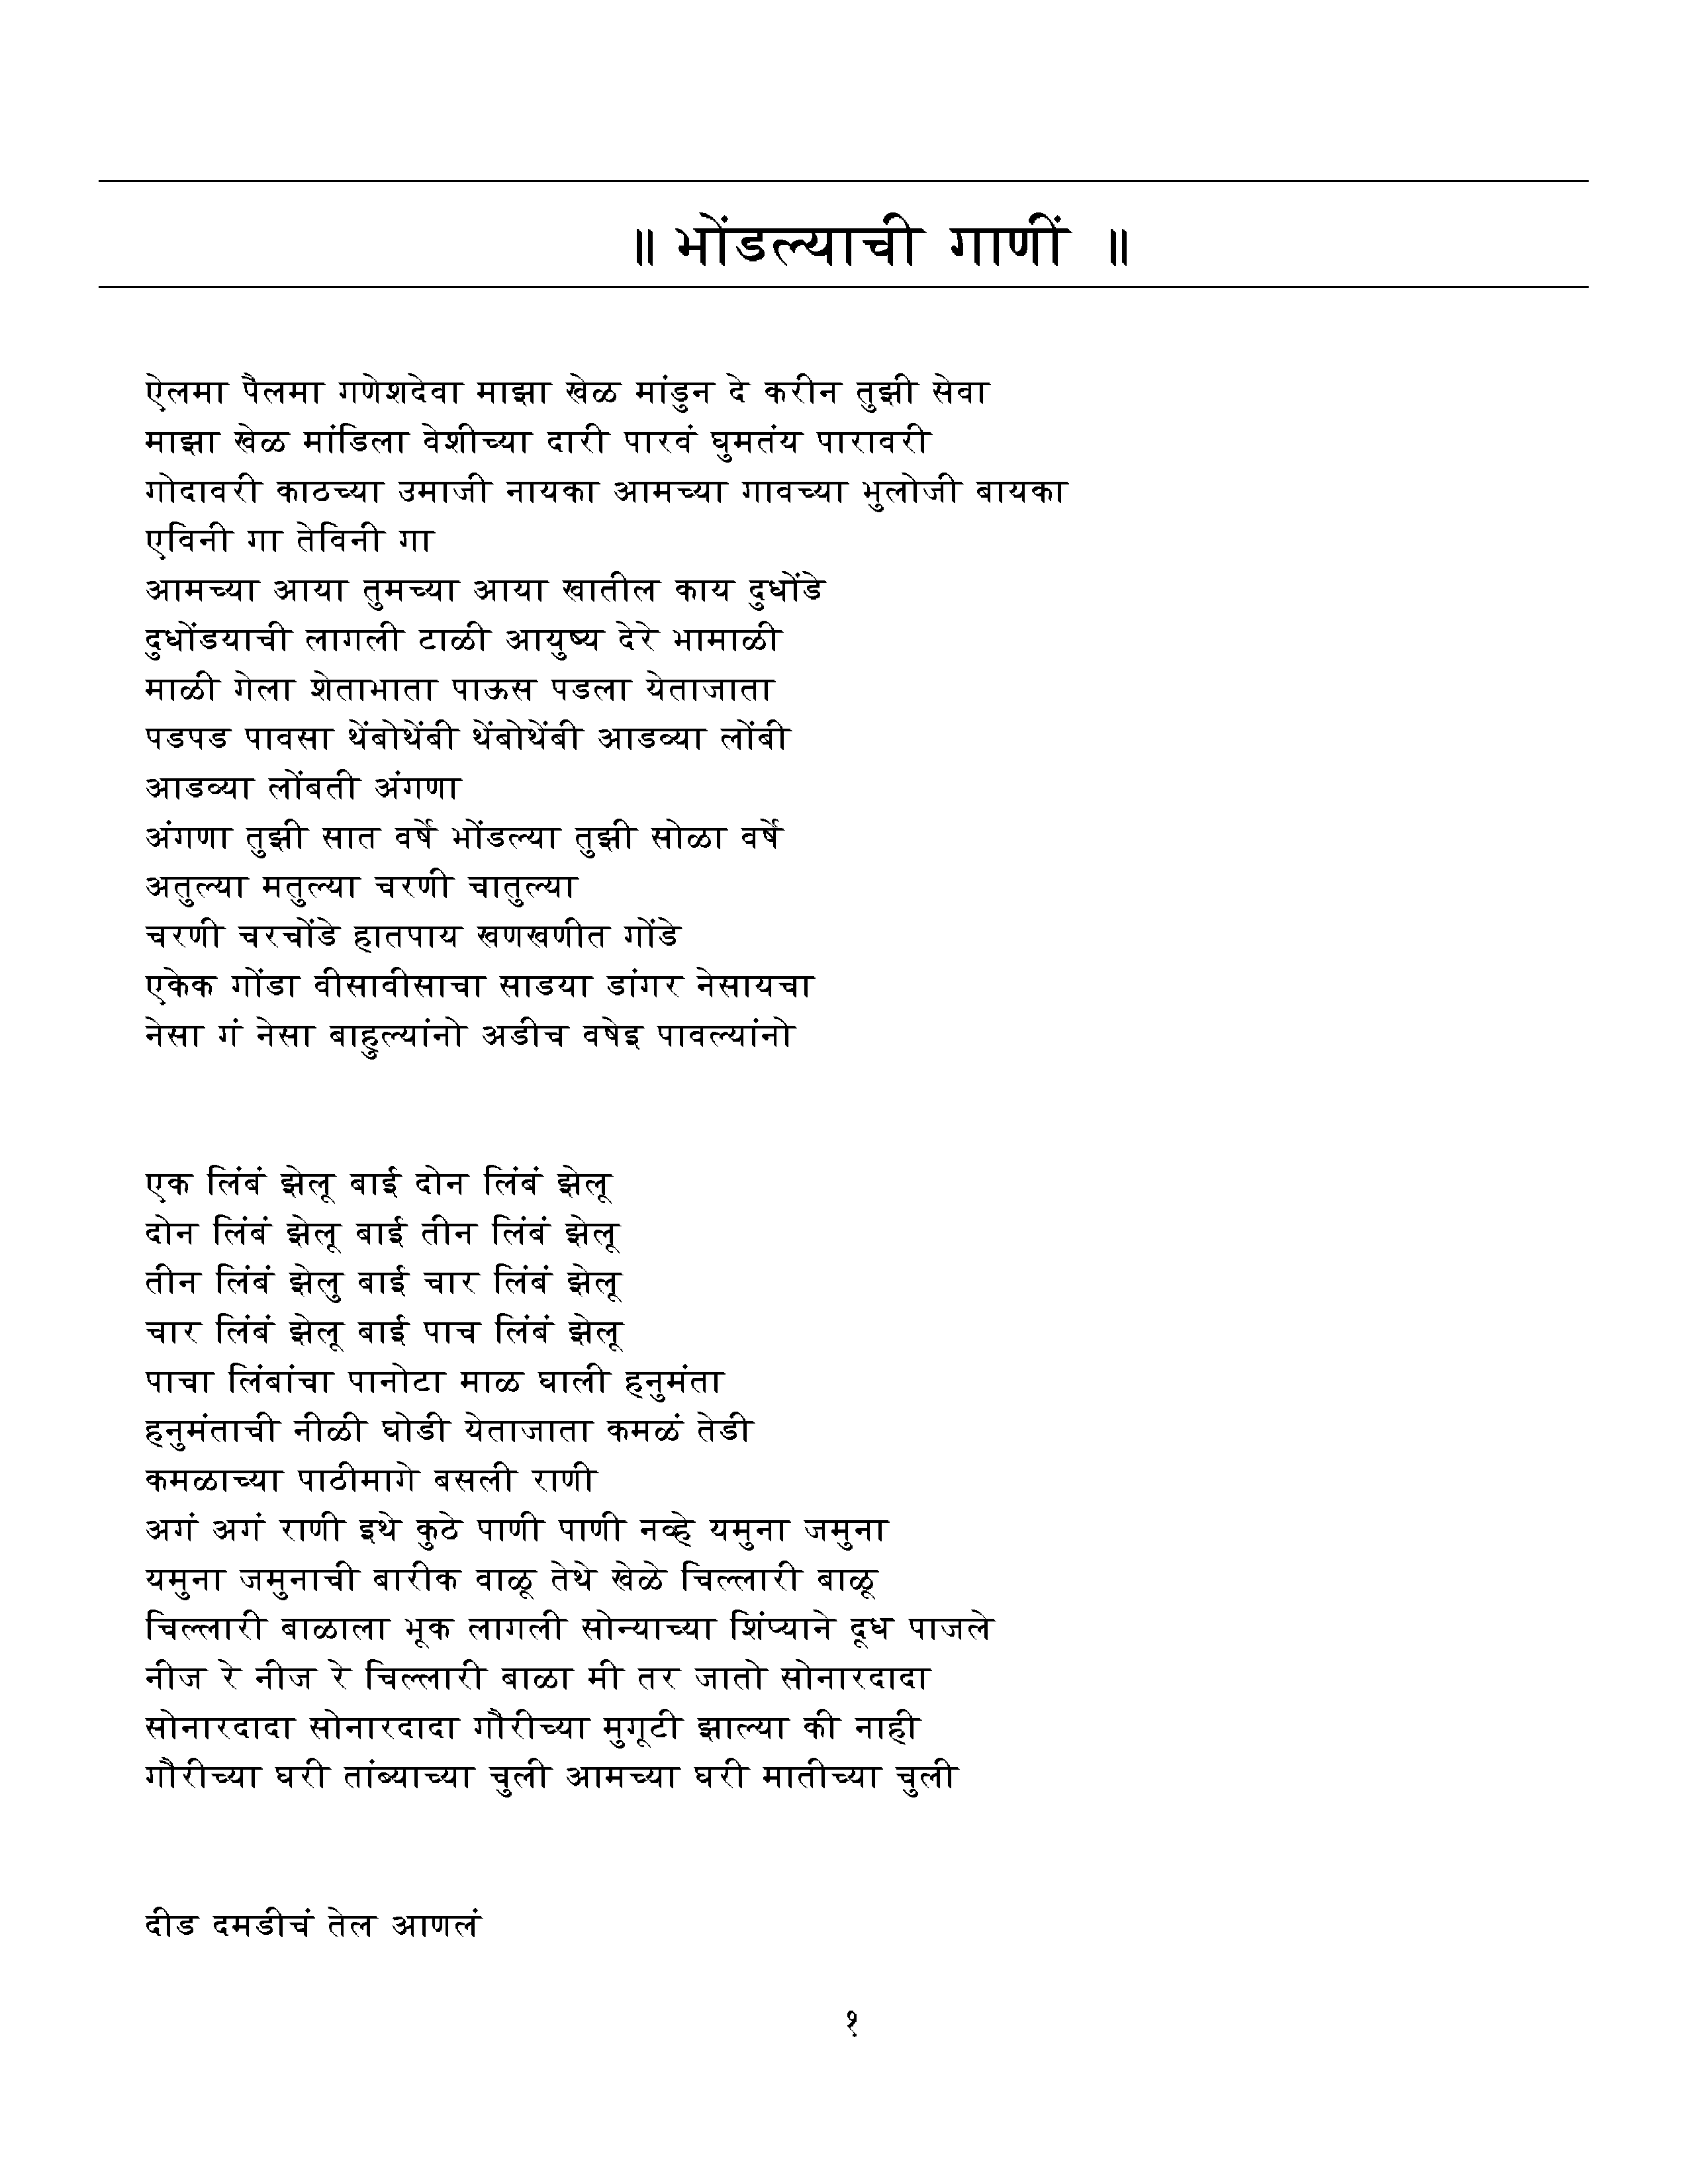 ॥ भोंडल्याची गाणीं ॥
ऐलमा पैलमा गणेशदेवा माझा खेळ मांडुन दे करीन तुझी सेवा
माझा खेळ मांडिला वेशीच्या दारी पारवं घुमतंय पारावरी
गोदावरी काठच्या उमाजी नायका आमच्या गावच्या भुलोजी बायका
एविनी गा तेविनी गा
आमच्या आया तुमच्या आया खातील काय दुधोंडे
दुधोंडयाची लागली टाळी आयुष्य देरे भामाळी
माळी गेला शेताभाता पाऊस पडला येताजाता
पडपड पावसा थेंबोथेंबी थेंबोथेंबी आडव्या लोंबी
आडव्या लोंबती अंगणा
अंगणा तुझी सात वर्षे भोंडल्या तुझी सोळा वर्षे
अतुल्या मतुल्या चरणी चातुल्या
चरणी चरचोंडे हातपाय खणखणीत गोंडे
एकेक गोंडा वीसावीसाचा साडया डांगर नेसायचा
नेसा गं नेसा बाहुल्यांनो अडीच वषेइ पावल्यांनो
एक लिंबं झेलू बाई दोन लिंबं झेलू
दोन लिंबं झेलू बाई तीन लिंबं झेलू
तीन लिंबं झेलु बाई चार लिंबं झेलू
चार लिंबं झेलू बाई पाच लिंबं झेलू
पाचा लिंबांचा पानोटा माळ घाली हनुमंता
हनुमंताची नीळी घोडी येताजाता कमळं तेडी
कमळाच्या पाठीमागे बसली राणी
अगं अगं राणी इथे कुठे पाणी पाणी नव्हे यमुना जमुना
यमुना जमुनाची बारीक वाळू तेथे खेळे चिल्लारी बाळू
चिल्लारी बाळाला भूक लागली सोन्याच्या शिंप्याने दूध पाजले
नीज रे नीज रे चिल्लारी बाळा मी तर जातो सोनारदादा
सोनारदादा सोनारदादा गौरीच्या मुगूटी झाल्या की नाही
गौरीच्या घरी तांब्याच्या चुली आमच्या घरी मातीच्या चुली
दीड दमडीचं तेल आणलं
१